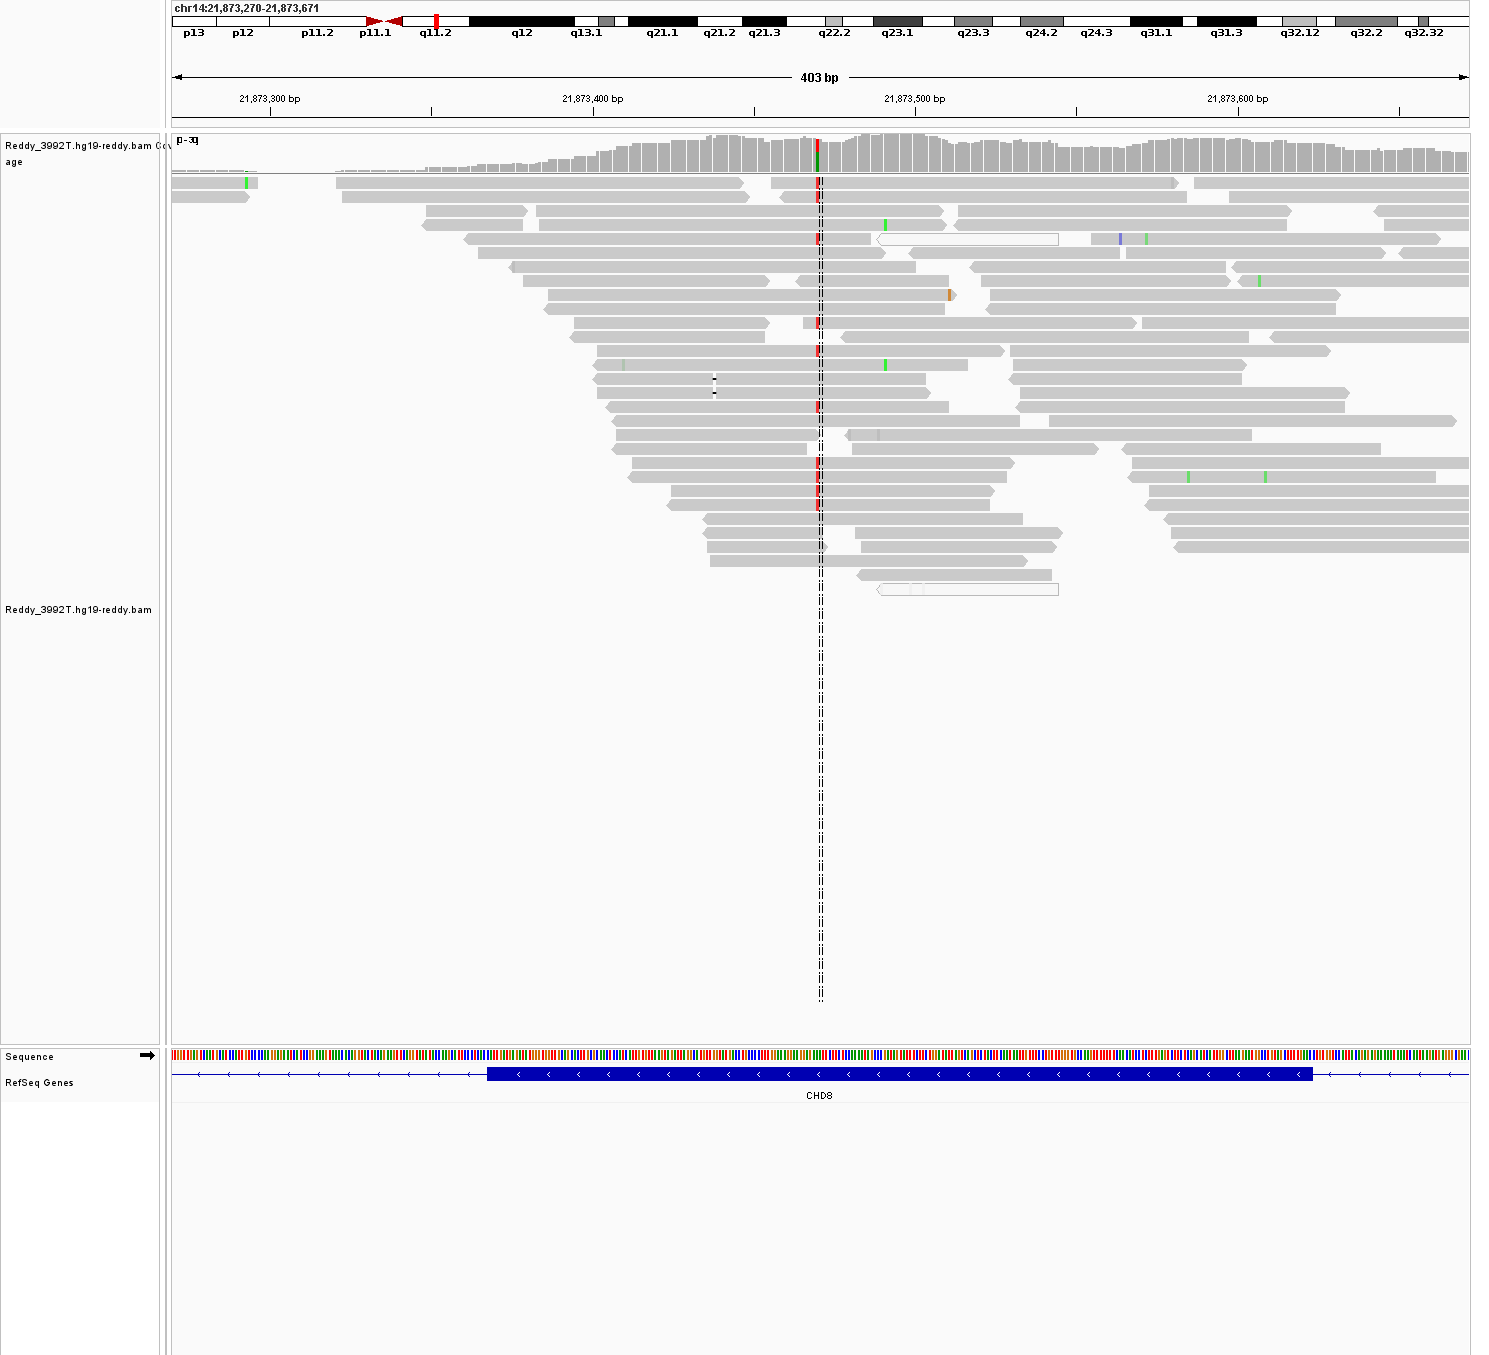 chr14:21,873,270-21,873,671
p13 p12 p11.2 p11.1 q11.2 q12 q13.1 q21.1 q21.2 q21.3 q22.2 q23.1 q23.3 q24.2 q24.3 q31.1 q31.3 q32.12 q32.2 q32.32
403 bp
21,873,300 bp 21,873,400 bp 21,873,500 bp 21,873,600 bp
Reddy_3992T.hg19-reddy.bam
age
Reddy_3992T.hg19-reddy.bam
Sequence
RefSeq Genes
CHD8